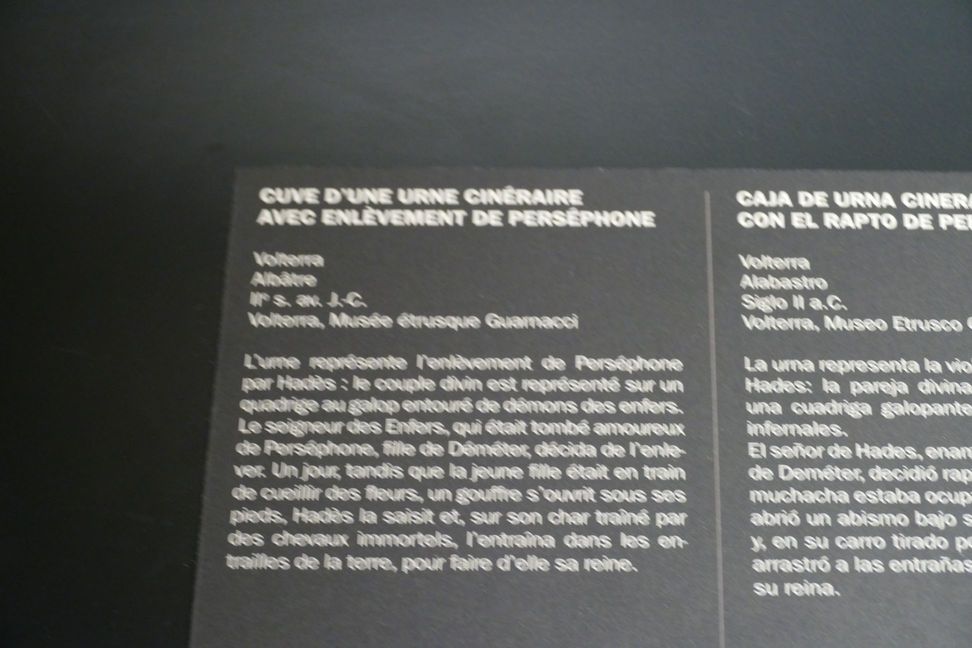 CUVE D'UNE URNE CINÉRAIRE
AVEC ENLÈVEMENT DE PERSÉPHONE
Volterra
Albâtre
IIe s. av. J.-C.
Volterra, Musée étrusque Guarnacci
L'urne représente l'enlèvement de Perséphone
par Hadès : le couple divin est représenté sur un
quadrige au galop entouré de démons des enfers.
Le seigneur des Enfers, qui était tombé amoureux
de Perséphone, fille de Déméter, décida de l'enle-
ver. Un jour, tandis que la jeune fille était en train
de cueillir des fleurs, un gouffre s'ouvrit sous ses
pieds, Hadès la saisit et, sur son char traîné par
des chevaux immortels, l'entraîna dans les en-
trailles de la terre, pour faire d'elle sa reine.
CAJA DE URNA
CON EL RAPTO DE
Volterra
Alabastro
Siglo II a.C.
Volterra, Museo Etrusco
La urna representa la
Hades: la pareja divina
una cuadriga galopante
infernales.
El señor de Hades,
de Deméter, decidió
muchacha estaba
abrió un abismo bajo
y, en su carro tirado
arrastró a las entrañas
su reina.